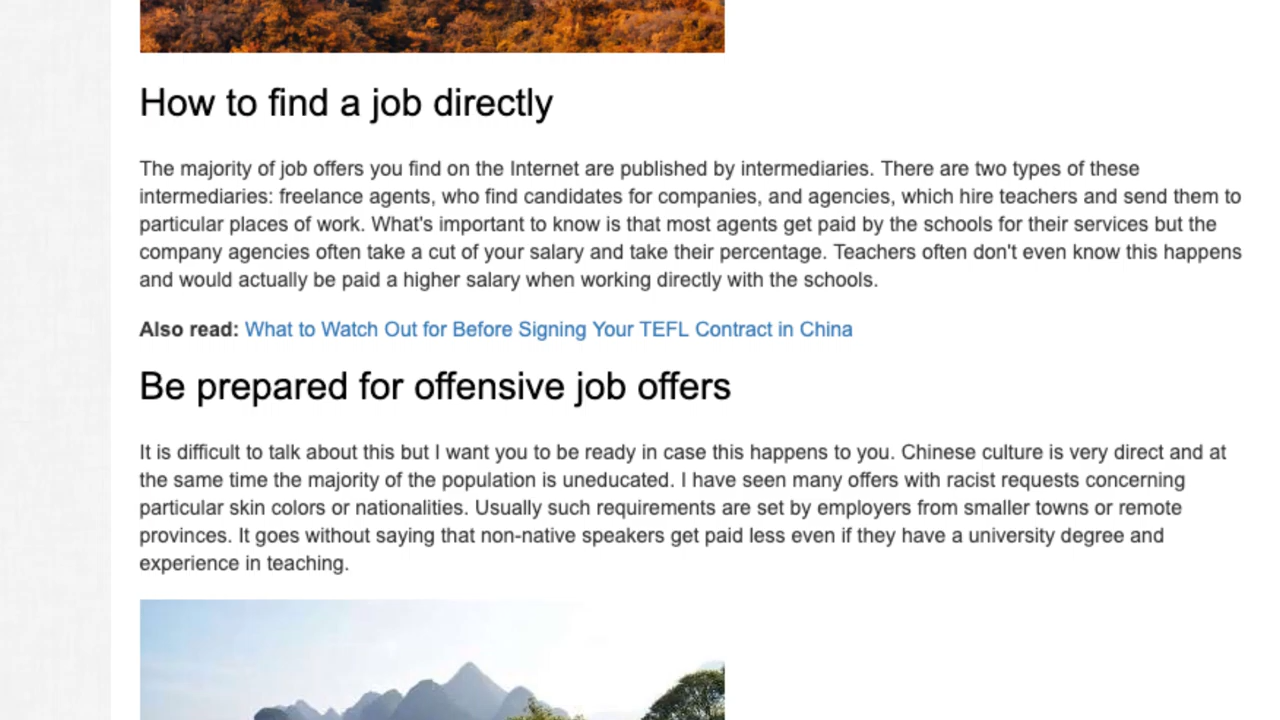 How to find a job directly
The majority of job offers you find on the Internet are published by intermediaries. There are two types of these
intermediaries: freelance agents, who find candidates for companies, and agencies, which hire teachers and send them to
particular places of work. What's important to know is that most agents get paid by the schools for their services but the
company agencies often take a cut of your salary and take their percentage. Teachers often don't even know this happens
and would actually be paid a higher salary when working directly with the schools.
Also read: What to Watch Out for Before Signing Your TEFL Contract in China
Be prepared for offensive job offers
It is difficult to talk about this but I want you to be ready in case this happens to you. Chinese culture is very direct and at
the same time the majority of the population is uneducated. I have seen many offers with racist requests concerning
particular skin colors or nationalities. Usually such requirements are set by employers from smaller towns or remote
provinces. It goes without saying that non-native speakers get paid less even if they have a university degree and
experience in teaching.